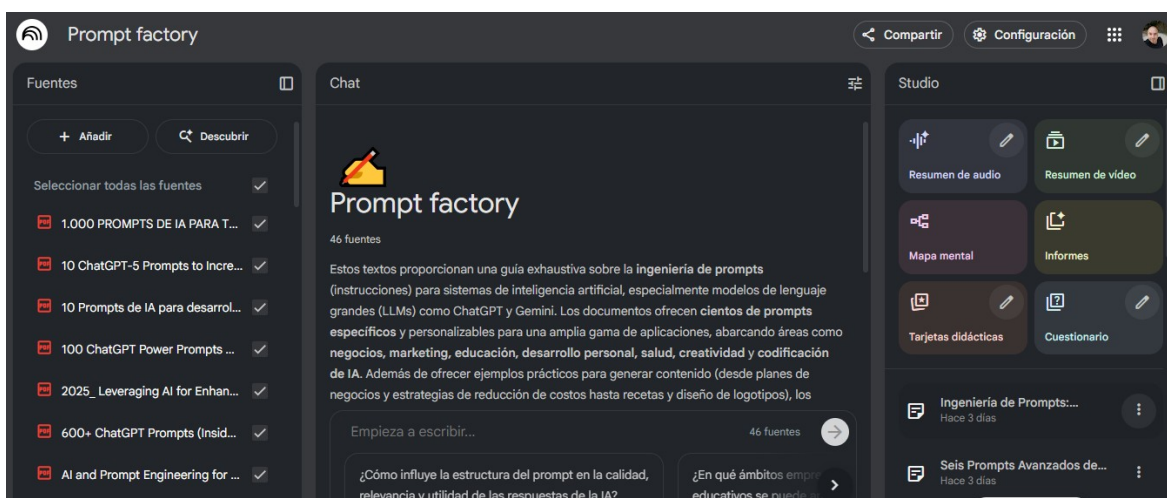 Prompt factory
Compartir
Configuración
Fuentes
+ Añadir
Descubrir
Seleccionar todas las fuentes
PDF 1.000 PROMPTS DE IA PARA T...
PDF 10 ChatGPT-5 Prompts to Incre...
PDF 10 Prompts de IA para desarrol...
PDF 100 ChatGPT Power Prompts ...
PDF 2025_ Leveraging AI for Enhan...
PDF 600+ ChatGPT Prompts (Insid...
PDF AI and Prompt Engineering for ...
Chat
Prompt factory
46 fuentes
Estos textos proporcionan una guía exhaustiva sobre la ingeniería de prompts
(instrucciones) para sistemas de inteligencia artificial, especialmente modelos de lenguaje
grandes (LLMs) como ChatGPT y Gemini. Los documentos ofrecen cientos de prompts
específicos y personalizables para una amplia gama de aplicaciones, abarcando áreas como
negocios, marketing, educación, desarrollo personal, salud, creatividad y codificación
de IA. Además de ofrecer ejemplos prácticos para generar contenido (desde planes de
negocios y estrategias de reducción de costos hasta recetas y diseño de logotipos), los
Empieza a escribir...
46 fuentes
¿Cómo influye la estructura del prompt en la calidad,
relevancia y utilidad de las respuestas de la IA?
¿En qué ámbitos
educativos se puede
Studio
Resumen de audio
Resumen de vídeo
Mapa mental
Informes
Tarjetas didácticas
Cuestionario
Ingeniería de Prompts:...
Hace 3 días
Seis Prompts Avanzados de...
Hace 3 días